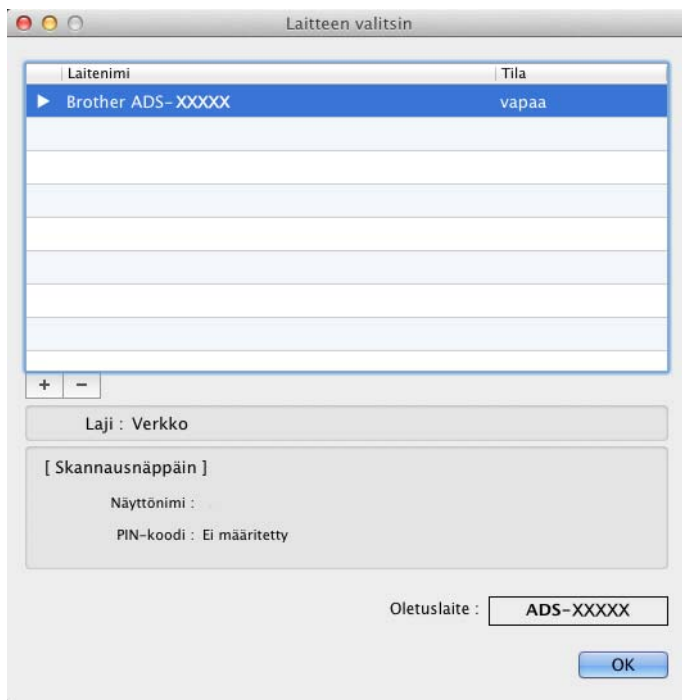 Laitteen valitsin
Laitenimi Tila
Brother ADS-XXXXX vapaa
+ −
Laji : Verkko
[ Skannausnäppäin ]
Näyttönimi :
PIN-koodi : Ei määritetty
Oletuslaite : ADS-XXXXX
OK